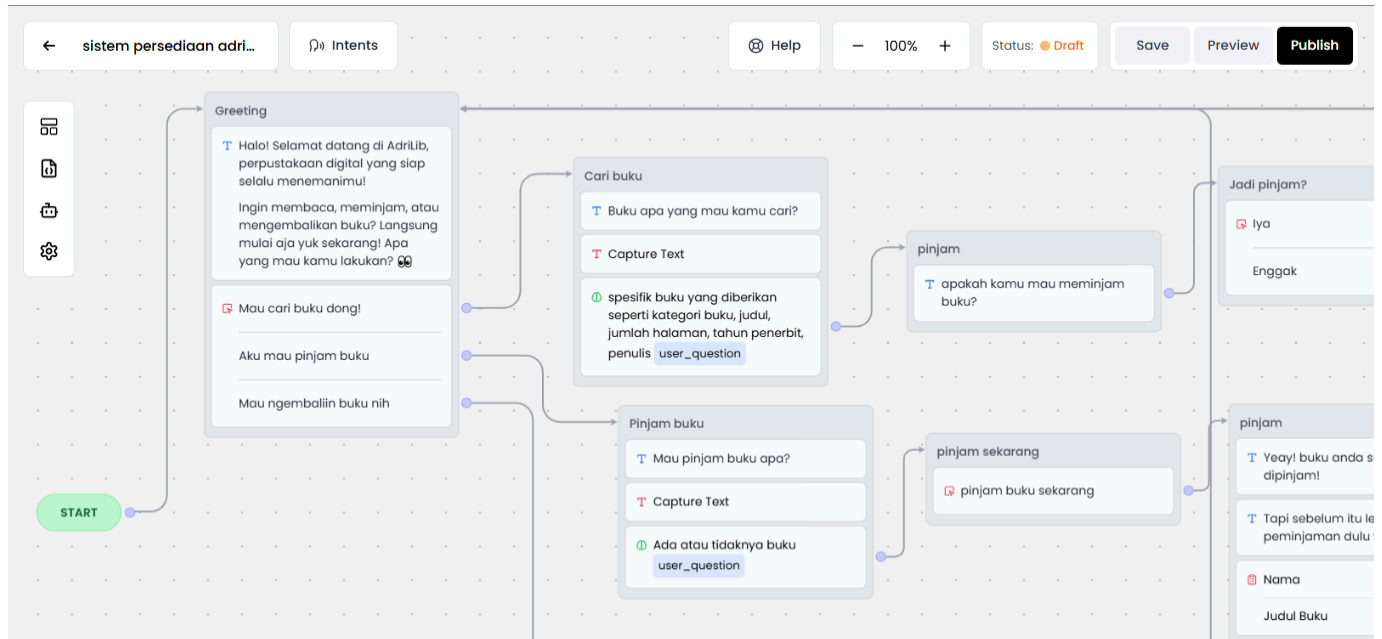 sistem persediaan adri...
Intents
Help
100%
Status: Draft
Save
Preview
Publish
Greeting
Halo! Selamat datang di AdriLib,
perpustakaan digital yang siap
selalu menemanimu!
Ingin membaca, meminjam, atau
mengembalikan buku? Langsung
mulai aja yuk sekarang! Apa
yang mau kamu lakukan? 👀
Mau cari buku dong!
Aku mau pinjam buku
Mau ngembaliin buku nih
START
Cari buku
Buku apa yang mau kamu cari?
Capture Text
spesifik buku yang diberikan
seperti kategori buku, judul,
jumlah halaman, tahun penerbit,
penulis user_question
Pinjam buku
Mau pinjam buku apa?
Capture Text
Ada atau tidaknya buku
user_question
pinjam
apakah kamu mau meminjam
buku?
pinjam sekarang
pinjam buku sekarang
Jadi pinjam?
Iya
Enggak
pinjam
Yeay! buku anda
dipinjam!
Tapi sebelum itu
peminjaman dulu
Nama
Judul Buku